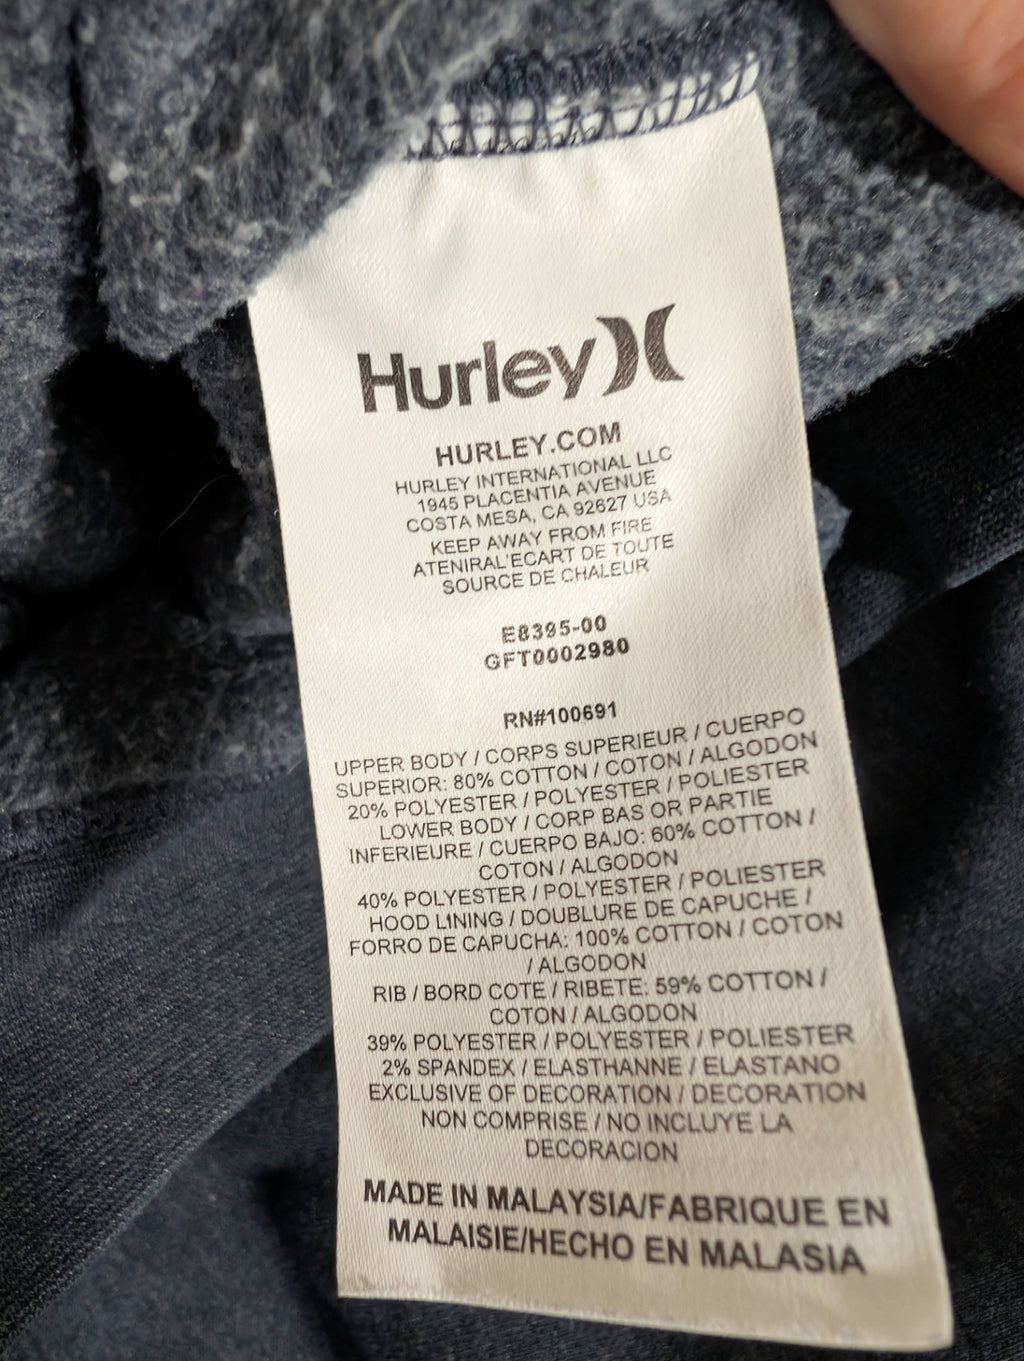 Hurley
HURLEY.COM
HURLEY INTERNATIONAL LLC
1945 PLACENTIA AVENUE
COSTA MESA, CA 92627 USA
KEEP AWAY FROM FIRE
ATENIRAL'ECART DE TOUTE
SOURCE DE CHALEUR
E8395-00
GFT0002980
RN#100691
UPPER BODY / CORPS SUPERIEUR / CUERPO
SUPERIOR: 80% COTTON / COTON / ALGODON
20% POLYESTER / POLYESTER / POLIESTER
LOWER BODY / CORP BAS OR PARTIE
INFERIEURE / CUERPO BAJO: 60% COTTON /
COTON / ALGODON
40% POLYESTER / POLYESTER / POLIESTER
HOOD LINING / DOUBLURE DE CAPUCHE /
FORRO DE CAPUCHA: 100% COTTON / COTON
/ ALGODON
RIB / BORD COTE / RIBETE: 59% COTTON /
COTON / ALGODON
39% POLYESTER / POLYESTER / POLIESTER
2% SPANDEX / ELASTHANNE / ELASTANO
EXCLUSIVE OF DECORATION / DECORATION
NON COMPRISE / NO INCLUYE LA
DECORACION
MADE IN MALAYSIA/FABRIQUE EN
MALAISIE/HECHO EN MALASIA